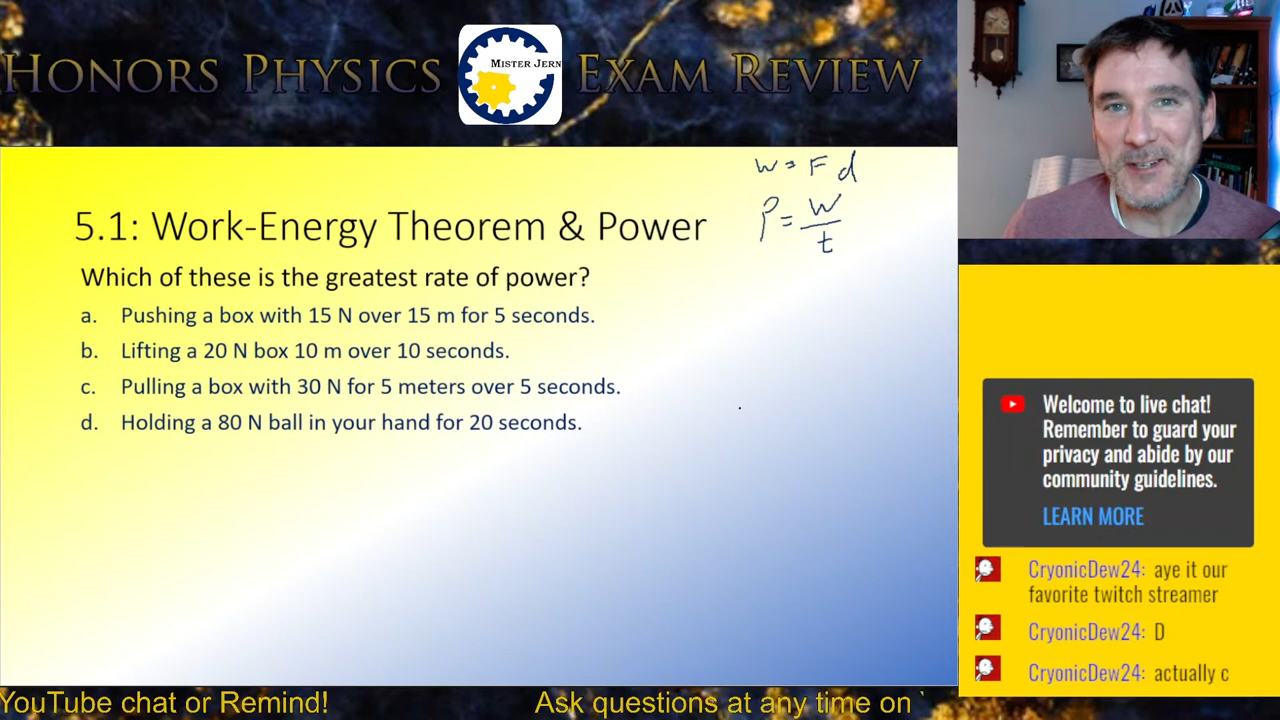 HONORS PHYSICS
MISTER JERN
EXAM REVIEW
W = F d
P = W
t
5.1: Work-Energy Theorem & Power
Which of these is the greatest rate of power?
a. Pushing a box with 15 N over 15 m for 5 seconds.
b. Lifting a 20 N box 10 m over 10 seconds.
c. Pulling a box with 30 N for 5 meters over 5 seconds.
d. Holding a 80 N ball in your hand for 20 seconds.
Welcome to live chat!
Remember to guard your
privacy and abide by our
community guidelines.
LEARN MORE
CryonicDew24: aye it our
favorite twitch streamer
CryonicDew24: D
CryonicDew24: actually c
YouTube chat or Remind!
Ask questions at any time on